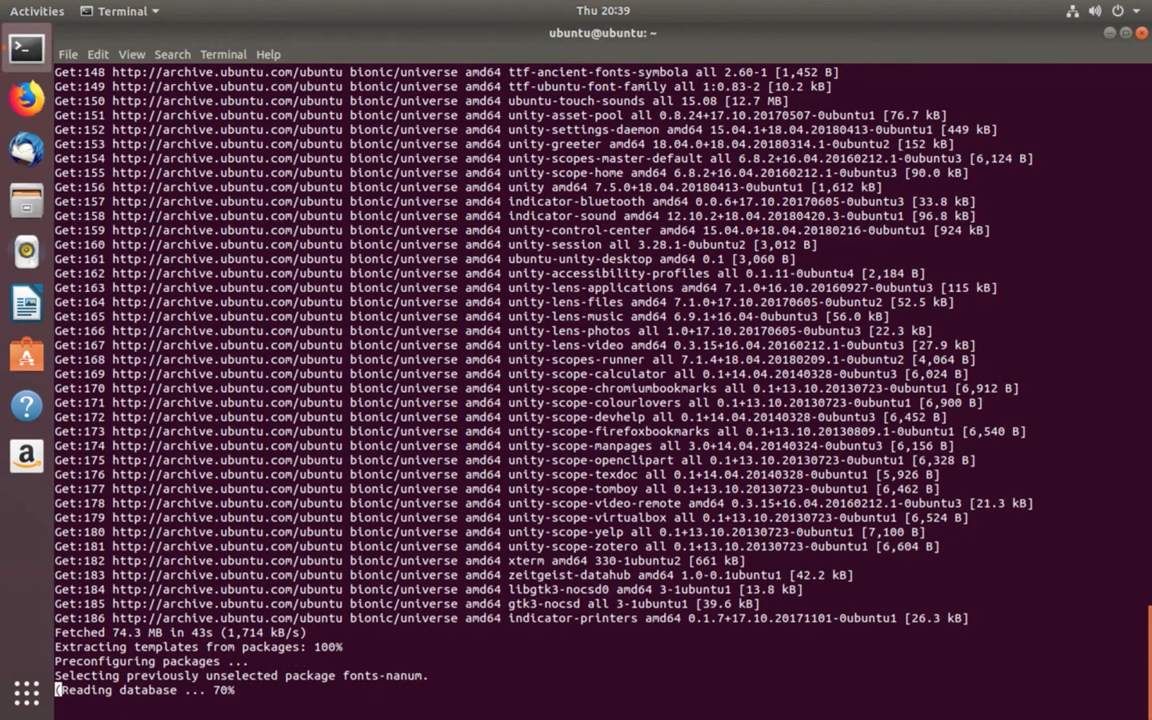 Activities
Terminal
Thu 20:39
ubuntu@ubuntu: ~
File Edit View Search Terminal Help
Get:148 http://archive.ubuntu.com/ubuntu bionic/universe amd64 ttf-ancient-fonts-symbola all 2.60-1 [1,452 B]
Get:149 http://archive.ubuntu.com/ubuntu bionic/universe amd64 ttf-ubuntu-font-family all 1:0.83-2 [10.2 kB]
Get:150 http://archive.ubuntu.com/ubuntu bionic/universe amd64 ubuntu-touch-sounds all 15.08 [12.7 MB]
Get:151 http://archive.ubuntu.com/ubuntu bionic/universe amd64 unity-asset-pool all 0.8.24+17.10.20170507-0ubuntu1 [76.7 kB]
Get:152 http://archive.ubuntu.com/ubuntu bionic/universe amd64 unity-settings-daemon amd64 15.04.1+18.04.20180413-0ubuntu1 [449 kB]
Get:153 http://archive.ubuntu.com/ubuntu bionic/universe amd64 unity-greeter amd64 18.04.0+18.04.20180314.1-0ubuntu2 [152 kB]
Get:154 http://archive.ubuntu.com/ubuntu bionic/universe amd64 unity-scopes-master-default all 6.8.2+16.04.20160212.1-0ubuntu3 [6,124 B]
Get:155 http://archive.ubuntu.com/ubuntu bionic/universe amd64 unity-scope-home amd64 6.8.2+16.04.20160212.1-0ubuntu3 [90.0 kB]
Get:156 http://archive.ubuntu.com/ubuntu bionic/universe amd64 unity amd64 7.5.0+18.04.20180413-0ubuntu1 [1,612 kB]
Get:157 http://archive.ubuntu.com/ubuntu bionic/universe amd64 indicator-bluetooth amd64 0.0.6+17.10.20170605-0ubuntu3 [33.8 kB]
Get:158 http://archive.ubuntu.com/ubuntu bionic/universe amd64 indicator-sound amd64 12.10.2+18.04.20180420.3-0ubuntu1 [96.8 kB]
Get:159 http://archive.ubuntu.com/ubuntu bionic/universe amd64 unity-control-center amd64 15.04.0+18.04.20180216-0ubuntu1 [924 kB]
Get:160 http://archive.ubuntu.com/ubuntu bionic/universe amd64 unity-session all 3.28.1-0ubuntu2 [3,012 B]
Get:161 http://archive.ubuntu.com/ubuntu bionic/universe amd64 ubuntu-unity-desktop amd64 0.1 [3,060 B]
Get:162 http://archive.ubuntu.com/ubuntu bionic/universe amd64 unity-accessibility-profiles all 0.1.11-0ubuntu4 [2,184 B]
Get:163 http://archive.ubuntu.com/ubuntu bionic/universe amd64 unity-lens-applications amd64 7.1.0+16.10.20160927-0ubuntu3 [115 kB]
Get:164 http://archive.ubuntu.com/ubuntu bionic/universe amd64 unity-lens-files amd64 7.1.0+17.10.20170605-0ubuntu2 [52.5 kB]
Get:165 http://archive.ubuntu.com/ubuntu bionic/universe amd64 unity-lens-music amd64 6.9.1+16.04-0ubuntu3 [56.0 kB]
Get:166 http://archive.ubuntu.com/ubuntu bionic/universe amd64 unity-lens-photos all 1.0+17.10.20170605-0ubuntu3 [22.3 kB]
Get:167 http://archive.ubuntu.com/ubuntu bionic/universe amd64 unity-lens-video amd64 0.3.15+16.04.20160212.1-0ubuntu3 [27.9 kB]
Get:168 http://archive.ubuntu.com/ubuntu bionic/universe amd64 unity-scopes-runner all 7.1.4+18.04.20180209.1-0ubuntu2 [4,064 B]
Get:169 http://archive.ubuntu.com/ubuntu bionic/universe amd64 unity-scope-calculator all 0.1+14.04.20140328-0ubuntu3 [6,024 B]
Get:170 http://archive.ubuntu.com/ubuntu bionic/universe amd64 unity-scope-chromiumbookmarks all 0.1+13.10.20130723-0ubuntu1 [6,912 B]
Get:171 http://archive.ubuntu.com/ubuntu bionic/universe amd64 unity-scope-colourlovers all 0.1+13.10.20130723-0ubuntu1 [6,900 B]
Get:172 http://archive.ubuntu.com/ubuntu bionic/universe amd64 unity-scope-devhelp all 0.1+14.04.20140328-0ubuntu3 [6,452 B]
Get:173 http://archive.ubuntu.com/ubuntu bionic/universe amd64 unity-scope-firefoxbookmarks all 0.1+13.10.20130809.1-0ubuntu1 [6,540 B]
Get:174 http://archive.ubuntu.com/ubuntu bionic/universe amd64 unity-scope-manpages all 3.0+14.04.20140324-0ubuntu3 [6,156 B]
Get:175 http://archive.ubuntu.com/ubuntu bionic/universe amd64 unity-scope-openclipart all 0.1+13.10.20130723-0ubuntu1 [6,328 B]
Get:176 http://archive.ubuntu.com/ubuntu bionic/universe amd64 unity-scope-texdoc all 0.1+14.04.20140328-0ubuntu1 [5,926 B]
Get:177 http://archive.ubuntu.com/ubuntu bionic/universe amd64 unity-scope-tomboy all 0.1+13.10.20130723-0ubuntu1 [6,462 B]
Get:178 http://archive.ubuntu.com/ubuntu bionic/universe amd64 unity-scope-video-remote amd64 0.3.15+16.04.20160212.1-0ubuntu3 [21.3 kB]
Get:179 http://archive.ubuntu.com/ubuntu bionic/universe amd64 unity-scope-virtualbox all 0.1+13.10.20130723-0ubuntu1 [6,524 B]
Get:180 http://archive.ubuntu.com/ubuntu bionic/universe amd64 unity-scope-yelp all 0.1+13.10.20130723-0ubuntu1 [7,100 B]
Get:181 http://archive.ubuntu.com/ubuntu bionic/universe amd64 unity-scope-zotero all 0.1+13.10.20130723-0ubuntu1 [6,604 B]
Get:182 http://archive.ubuntu.com/ubuntu bionic/universe amd64 xterm amd64 330-1ubuntu2 [661 kB]
Get:183 http://archive.ubuntu.com/ubuntu bionic/universe amd64 zeitgeist-datahub amd64 1.0-0.1ubuntu1 [42.2 kB]
Get:184 http://archive.ubuntu.com/ubuntu bionic/universe amd64 libgtk3-nocsd0 amd64 3-1ubuntu1 [13.8 kB]
Get:185 http://archive.ubuntu.com/ubuntu bionic/universe amd64 gtk3-nocsd all 3-1ubuntu1 [39.6 kB]
Get:186 http://archive.ubuntu.com/ubuntu bionic/universe amd64 indicator-printers amd64 0.1.7+17.10.20171101-0ubuntu1 [26.3 kB]
Fetched 74.3 MB in 43s (1,714 kB/s)
Extracting templates from packages: 100%
Preconfiguring packages ...
Selecting previously unselected package fonts-nanum.
(Reading database ... 70%